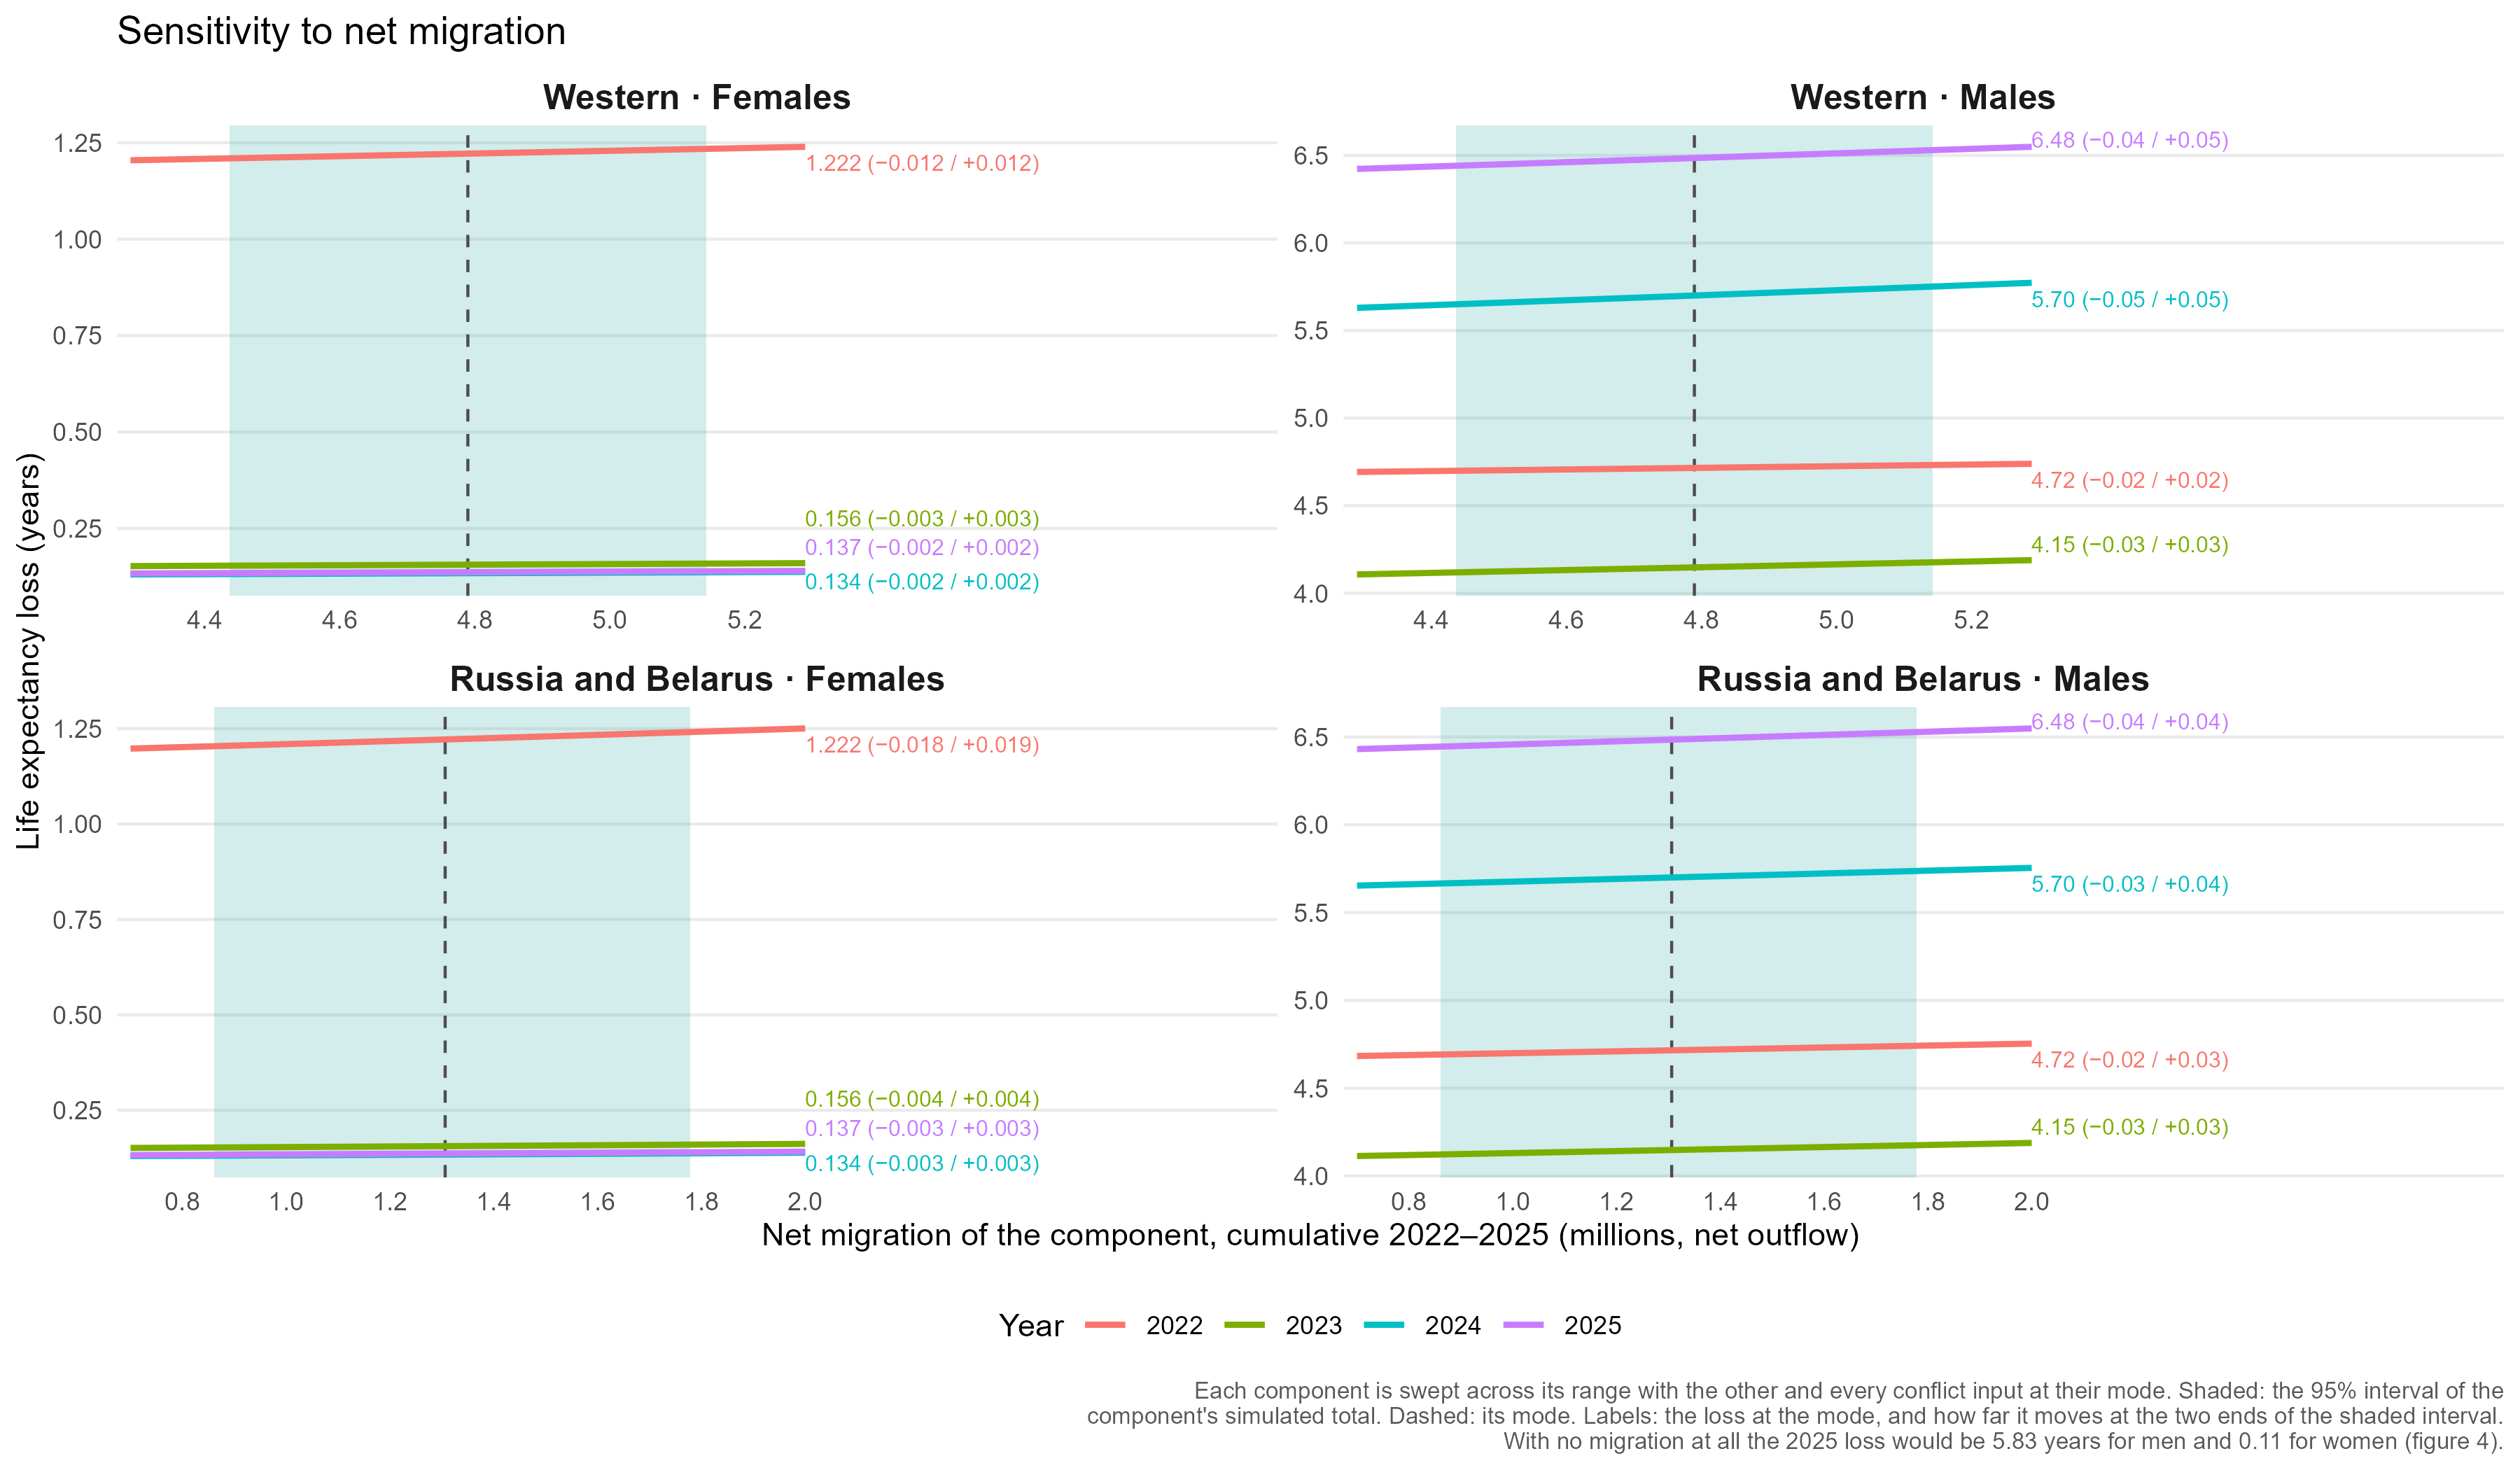 Sensitivity to net migration
Western · Females
Western · Males
1.25
1.00
0.75
0.50
0.25
1.222 (−0.012 / +0.012)
0.156 (−0.003 / +0.003)
0.137 (−0.002 / +0.002)
0.134 (−0.002 / +0.002)
4.4 4.6 4.8 5.0 5.2
6.5
6.0
5.5
5.0
4.5
4.0
6.48 (−0.04 / +0.05)
5.70 (−0.05 / +0.05)
4.72 (−0.02 / +0.02)
4.15 (−0.03 / +0.03)
4.4 4.6 4.8 5.0 5.2
Life expectancy loss (years)
Russia and Belarus · Females
Russia and Belarus · Males
1.25
1.00
0.75
0.50
0.25
1.222 (−0.018 / +0.019)
0.156 (−0.004 / +0.004)
0.137 (−0.003 / +0.003)
0.134 (−0.003 / +0.003)
0.8 1.0 1.2 1.4 1.6 1.8 2.0
6.5
6.0
5.5
5.0
4.5
4.0
6.48 (−0.04 / +0.04)
5.70 (−0.03 / +0.04)
4.72 (−0.02 / +0.03)
4.15 (−0.03 / +0.03)
0.8 1.0 1.2 1.4 1.6 1.8 2.0
Net migration of the component, cumulative 2022–2025 (millions, net outflow)
Year 2022 2023 2024 2025
Each component is swept across its range with the other and every conflict input at their mode. Shaded: the 95% interval of the
component's simulated total. Dashed: its mode. Labels: the loss at the mode, and how far it moves at the two ends of the shaded interval.
With no migration at all the 2025 loss would be 5.83 years for men and 0.11 for women (figure 4).